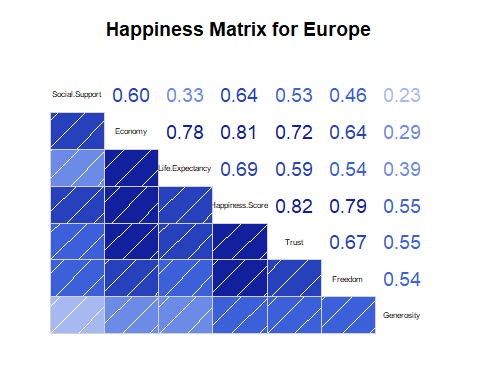 Happiness Matrix for Europe
Social.Support 0.60 0.33 0.64 0.53 0.46 0.23
Economy 0.78 0.81 0.72 0.64 0.29
Life.Expectancy 0.69 0.59 0.54 0.39
Happiness.Score 0.82 0.79 0.55
Trust 0.67 0.55
Freedom 0.54
Generosity